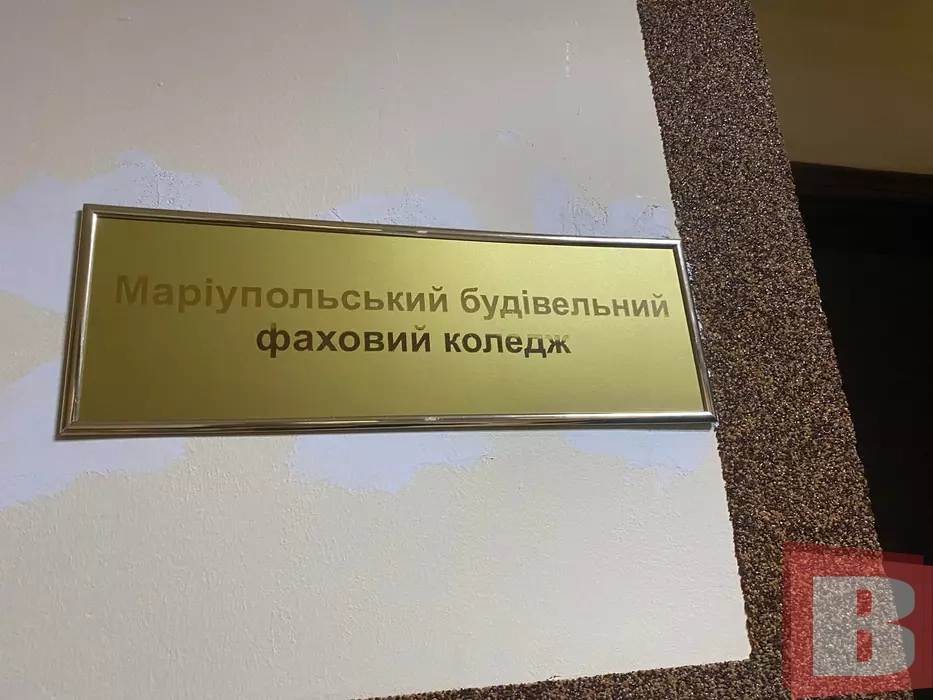 Маріупольський будівельний
фаховий коледж
В